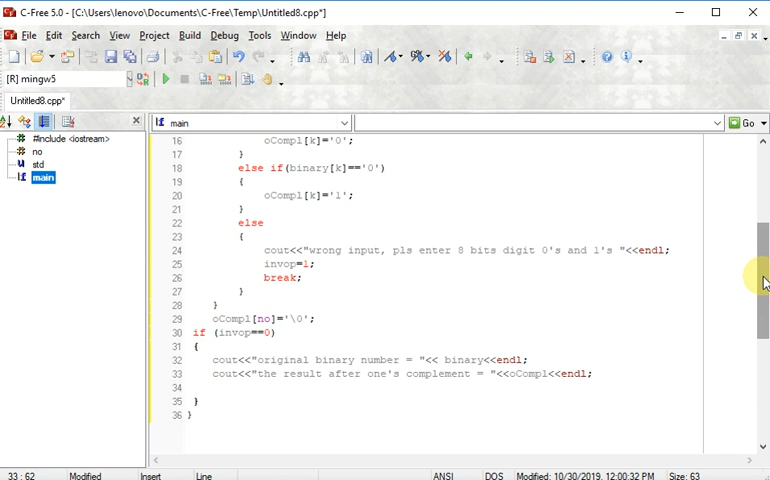 C-Free 5.0 - [C:\Users\lenovo\Documents\C-Free\Temp\Untitled8.cpp*]
File Edit Search View Project Build Debug Tools Window Help
[R] mingw5
Untitled8.cpp*
main Go
#include <iostream>
no
std
main
16 oCompl[k]='0';
17 }
18 else if(binary[k]=='0')
19 {
20 oCompl[k]='1';
21 }
22 else
23 {
24 cout<<"wrong input, pls enter 8 bits digit 0's and 1's "<<endl;
25 invop=1;
26 break;
27 }
28 }
29 oCompl[no]='\0';
30 if (invop==0)
31 {
32 cout<<"original binary number = "<< binary<<endl;
33 cout<<"the result after one's complement = "<<oCompl<<endl;
34
35 }
36 }
33 : 62 Modified Insert Line ANSI DOS Modified: 10/30/2019, 12:00:32 PM Size: 63